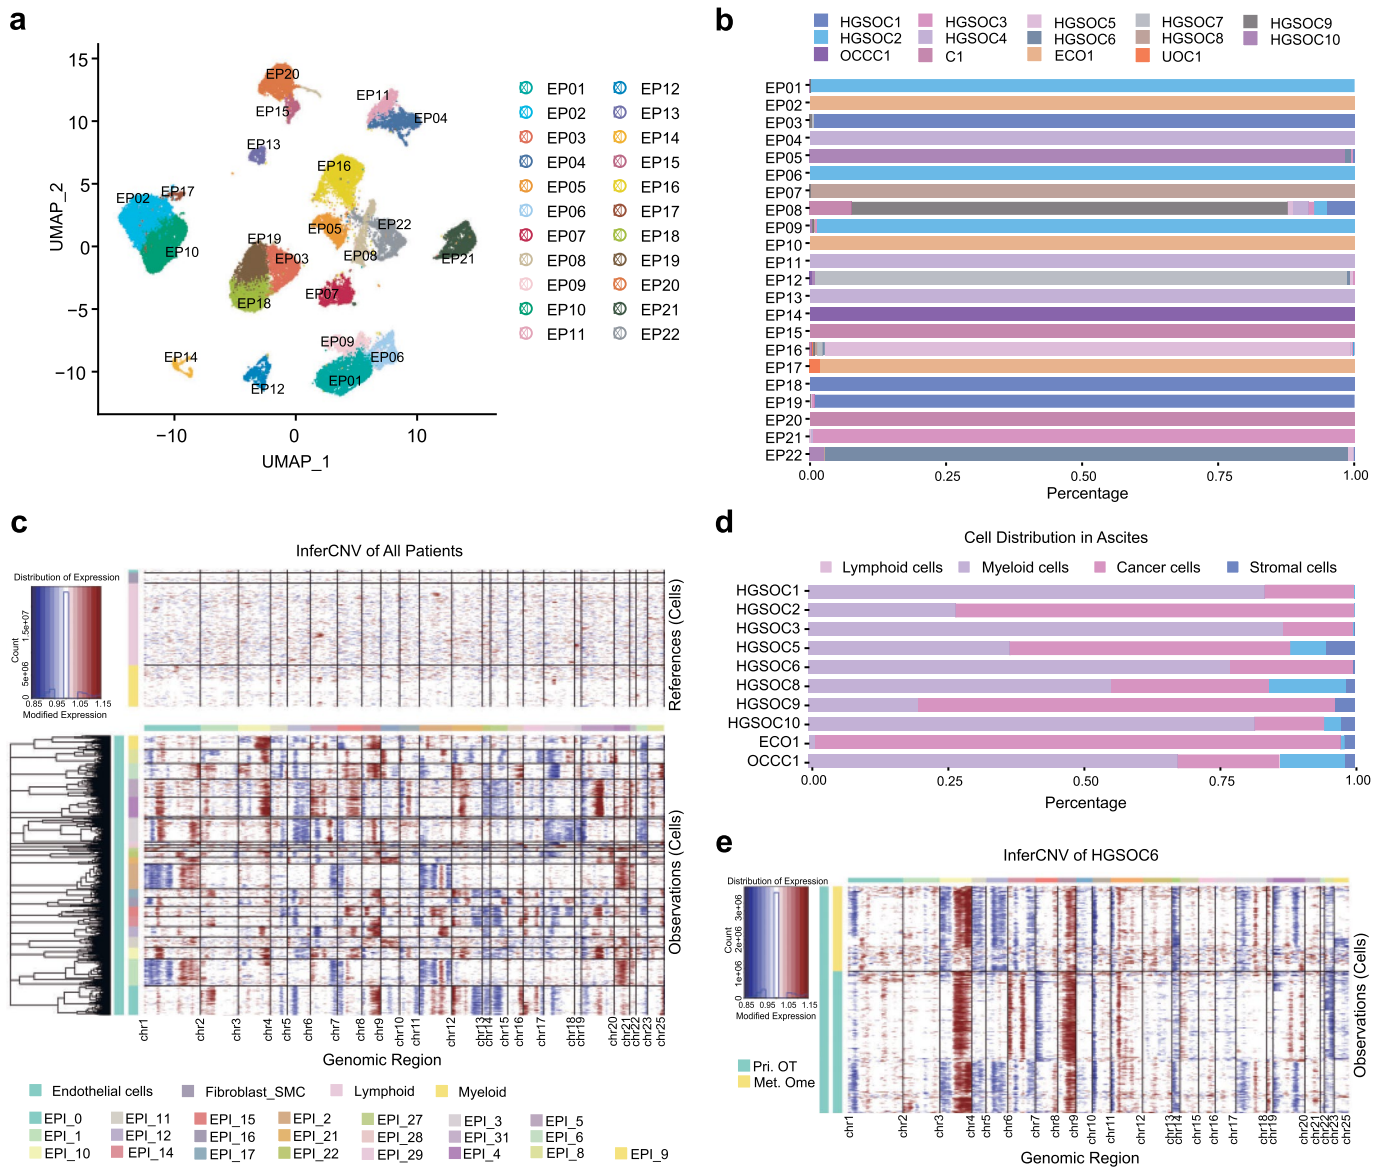 a
15
10
5
0
−5
−10
UMAP_2
−10
0
10
UMAP_1
EP20
EP15
EP11
EP04
EP13
EP16
EP17
EP02
EP10
EP05
EP22
EP08
EP21
EP19
EP03
EP18
EP07
EP09
EP06
EP01
EP14
EP12
EP01 EP12
EP02 EP13
EP03 EP14
EP04 EP15
EP05 EP16
EP06 EP17
EP07 EP18
EP08 EP19
EP09 EP20
EP10 EP21
EP11 EP22
b
HGSOC1 HGSOC3 HGSOC5 HGSOC7 HGSOC9
HGSOC2 HGSOC4 HGSOC6 HGSOC8 HGSOC10
OCCC1 C1 ECO1 UOC1
EP01
EP02
EP03
EP04
EP05
EP06
EP07
EP08
EP09
EP10
EP11
EP12
EP13
EP14
EP15
EP16
EP17
EP18
EP19
EP20
EP21
EP22
0.00 0.25 0.50 0.75 1.00
Percentage
c
InferCNV of All Patients
Distribution of Expression
Count
0 5e+06 1.5e+07
0.85 0.95 1.05 1.15
Modified Expression
References (Cells)
Observations (Cells)
chr1 chr2 chr3 chr4 chr5 chr6 chr7 chr8 chr9 chr10 chr11 chr12 chr13 chr14 chr15 chr16 chr17 chr18 chr19 chr20 chr21 chr22 chr23 chr25
Genomic Region
Endothelial cells Fibroblast_SMC Lymphoid Myeloid
EPI_0 EPI_11 EPI_15 EPI_2 EPI_27 EPI_3 EPI_5
EPI_1 EPI_12 EPI_16 EPI_21 EPI_28 EPI_31 EPI_6
EPI_10 EPI_14 EPI_17 EPI_22 EPI_29 EPI_4 EPI_8 EPI_9
d
Cell Distribution in Ascites
Lymphoid cells Myeloid cells Cancer cells Stromal cells
HGSOC1
HGSOC2
HGSOC3
HGSOC5
HGSOC6
HGSOC8
HGSOC9
HGSOC10
ECO1
OCCC1
0.00 0.25 0.50 0.75 1.00
Percentage
e
InferCNV of HGSOC6
Distribution of Expression
Count
0 1e+06 2e+06 3e+06
0.85 0.95 1.05 1.15
Modified Expression
Pri. OT
Met. Ome
Observations (Cells)
chr1 chr2 chr3 chr4 chr5 chr6 chr7 chr8 chr9 chr10 chr11 chr12 chr13 chr14 chr15 chr16 chr17 chr18 chr19 chr20 chr21 chr22 chr23 chr25
Genomic Region